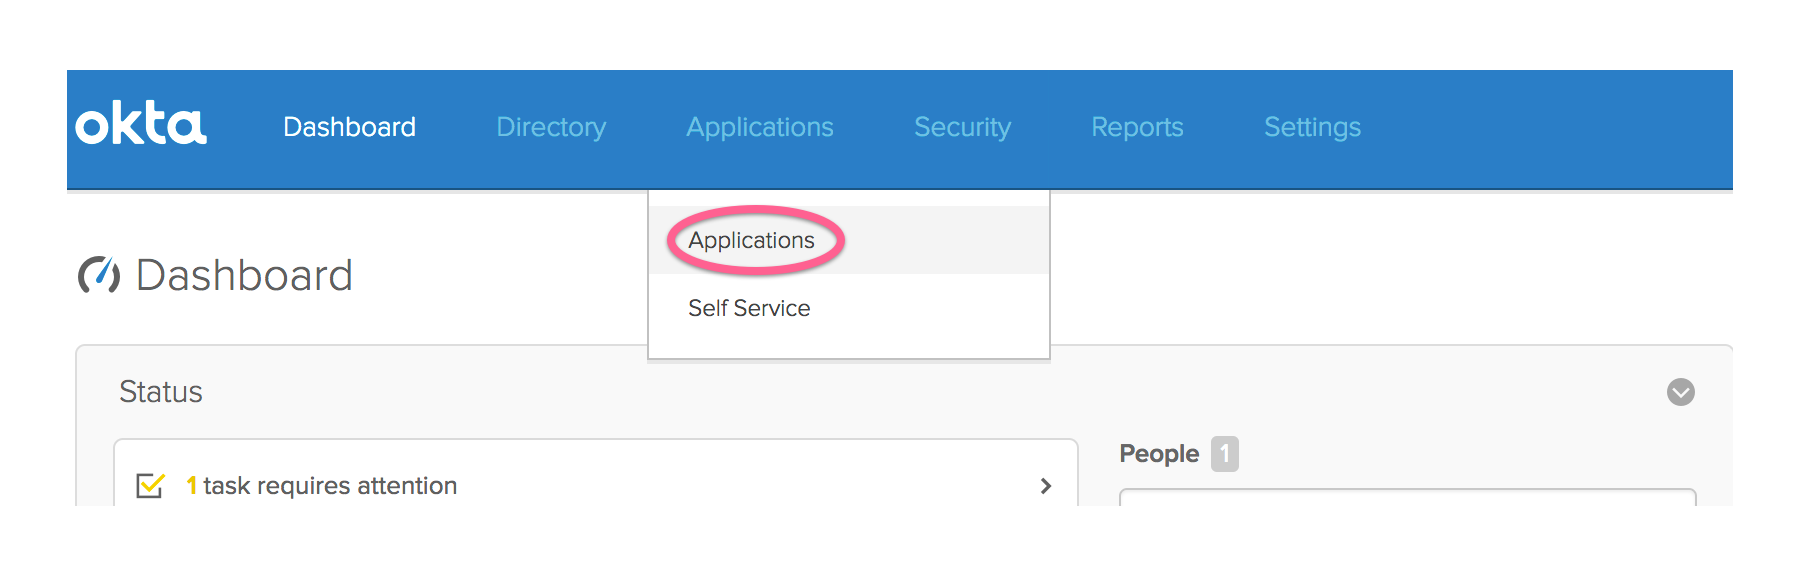 okta Dashboard Directory Applications Security Reports Settings
Applications
Dashboard
Self Service
Status
People 1
1 task requires attention